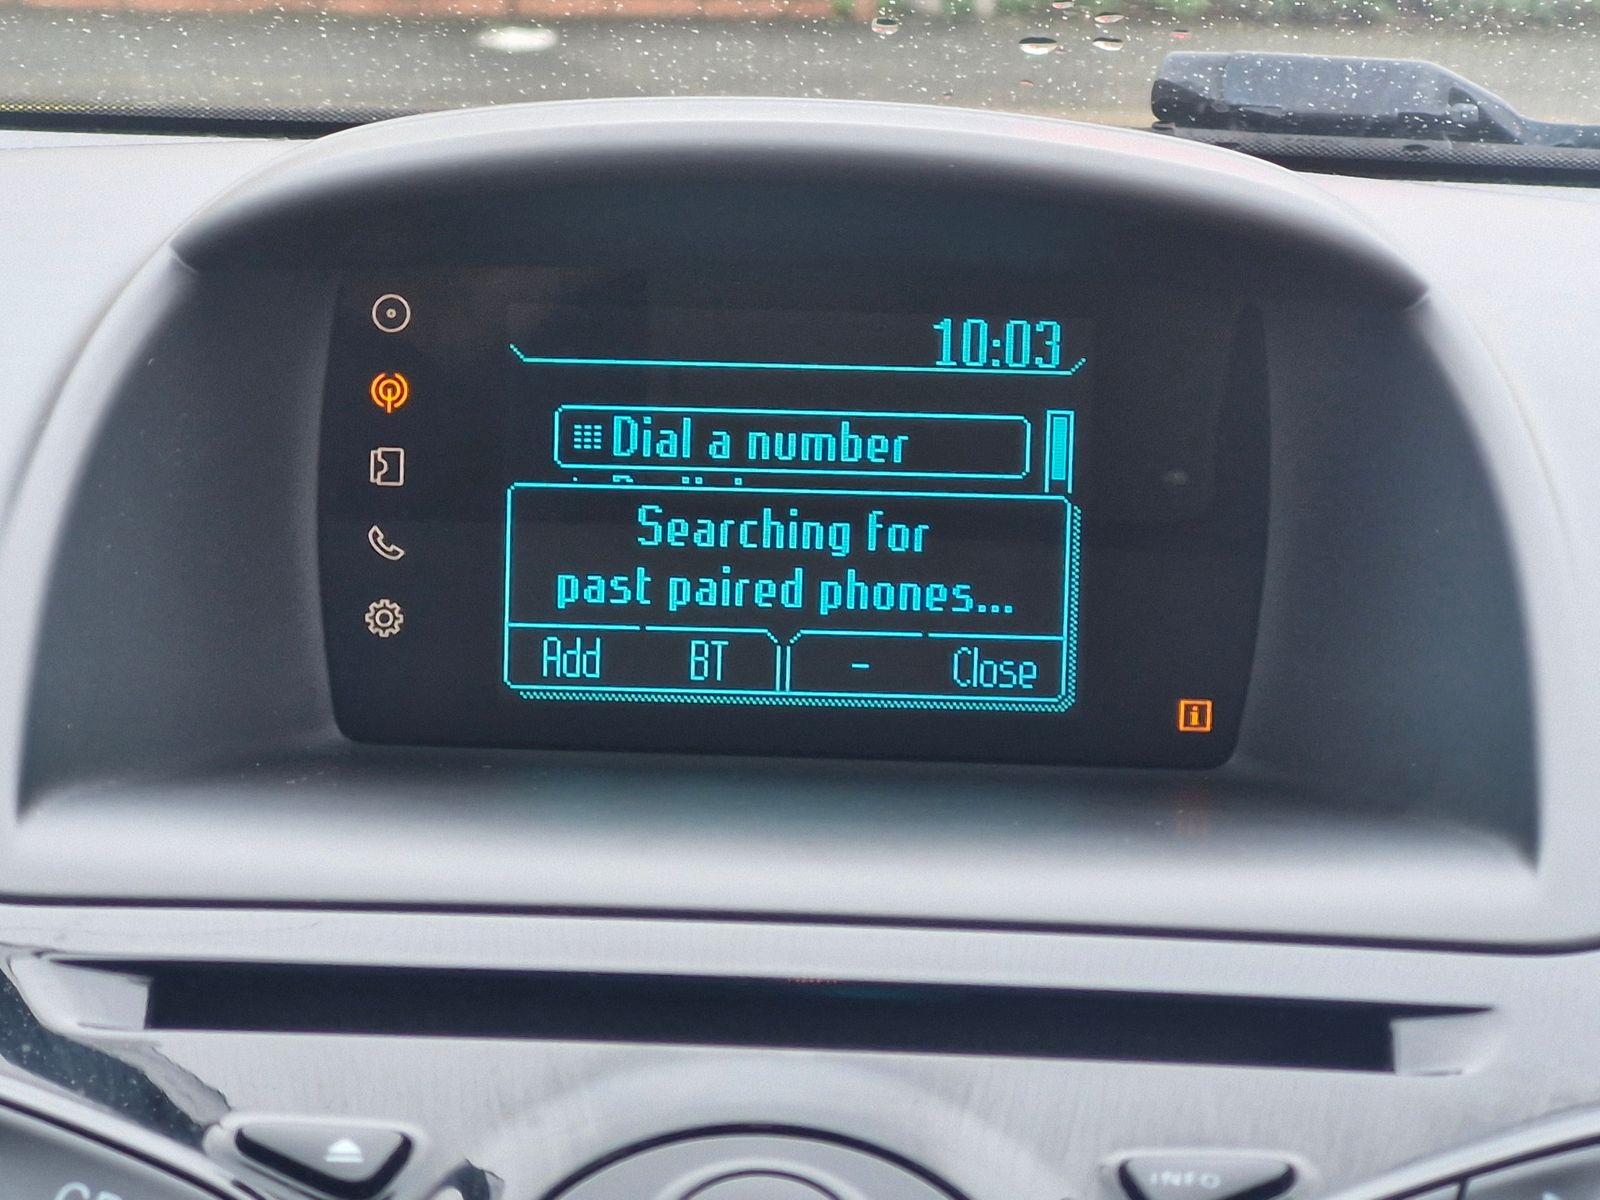 10:03
Dial a number
Searching for
past paired phones...
Add BT - Close
i
INFO